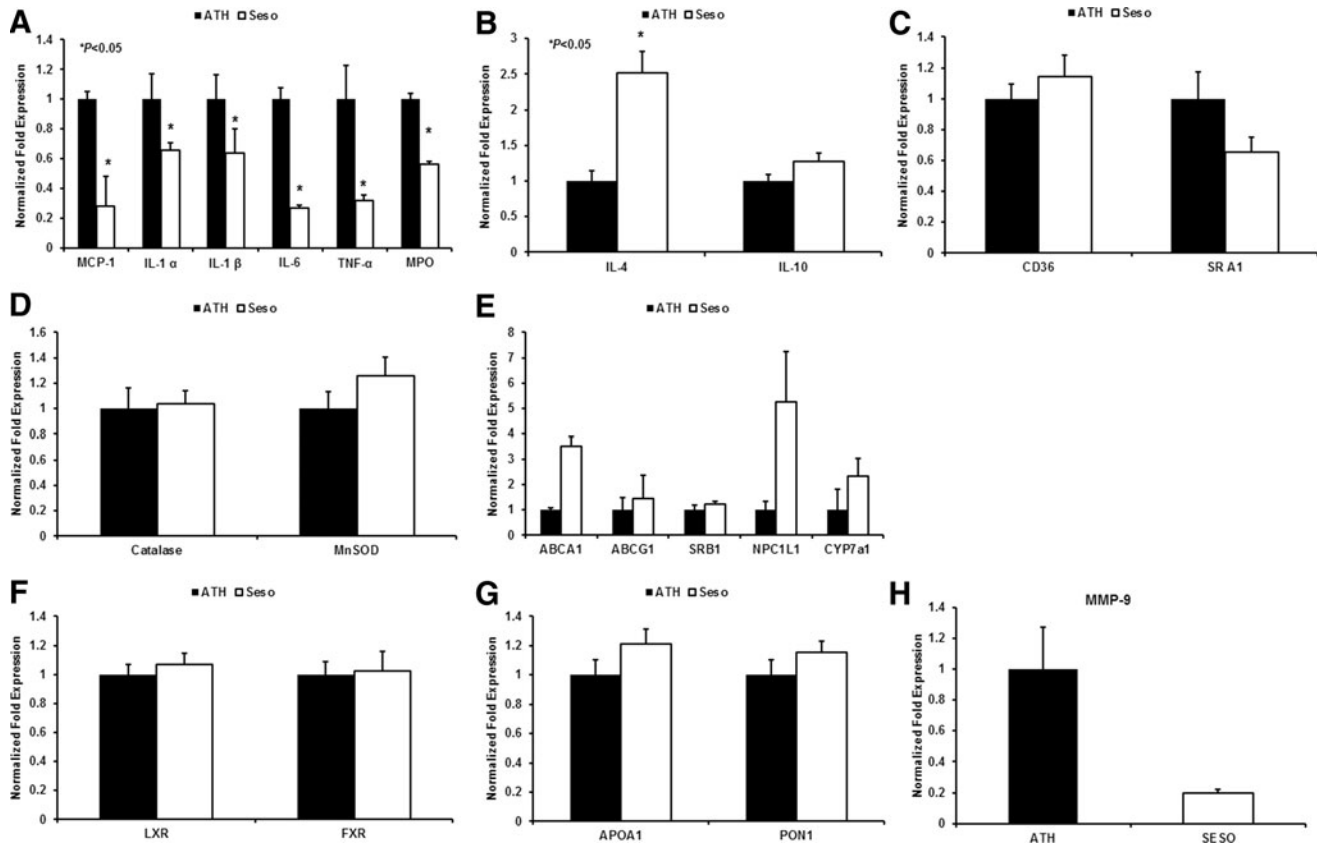 A
■ATH □Seso
Normalized Fold Expression
*P<0.05
1.4
1.2
1
0.8
0.6
0.4
0.2
0
* * * * * *
MCP-1 IL-1 α IL-1 β IL-6 TNF-α MPO
B
■ATH □Seso
Normalized Fold Expression
*P<0.05
*
3
2.5
2
1.5
1
0.5
0
IL-4 IL-10
C
■ATH □Seso
Normalized Fold Expression
1.4
1.2
1
0.8
0.6
0.4
0.2
0
CD36 SR A1
D
■ATH □Seso
Normalized Fold Expression
1.6
1.4
1.2
1
0.8
0.6
0.4
0.2
0
Catalase MnSOD
E
■ATH □Seso
Normalized Fold Expression
8
7
6
5
4
3
2
1
0
ABCA1 ABCG1 SRB1 NPC1L1 CYP7a1
F
■ATH □Seso
Normalized Fold Expression
1.4
1.2
1
0.8
0.6
0.4
0.2
0
LXR FXR
G
■ATH □Seso
Normalized Fold Expression
1.4
1.2
1
0.8
0.6
0.4
0.2
0
APOA1 PON1
H
MMP-9
Normalized Fold Expression
1.4
1.2
1
0.8
0.6
0.4
0.2
0
ATH SESO